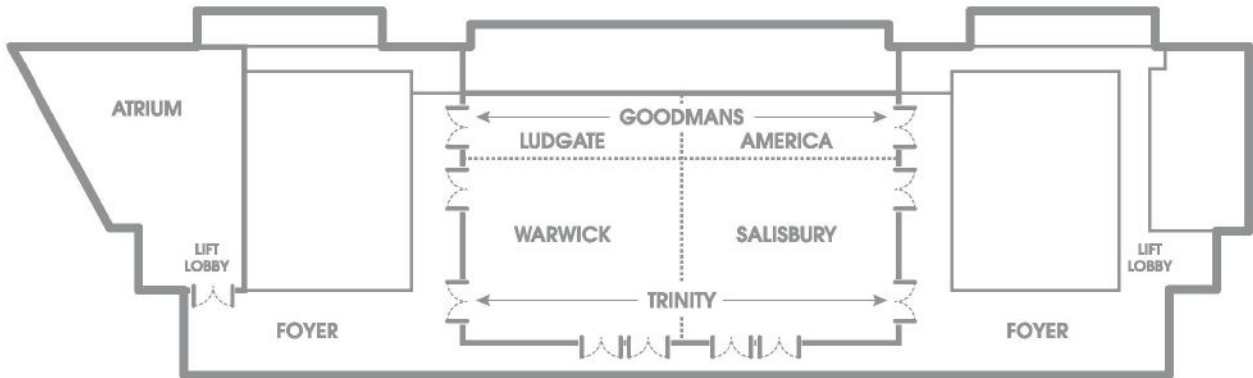 ATRIUM
GOODMANS
LUDGATE
AMERICA
WARWICK
SALISBURY
LIFT
LOBBY
LIFT
LOBBY
TRINITY
FOYER
FOYER